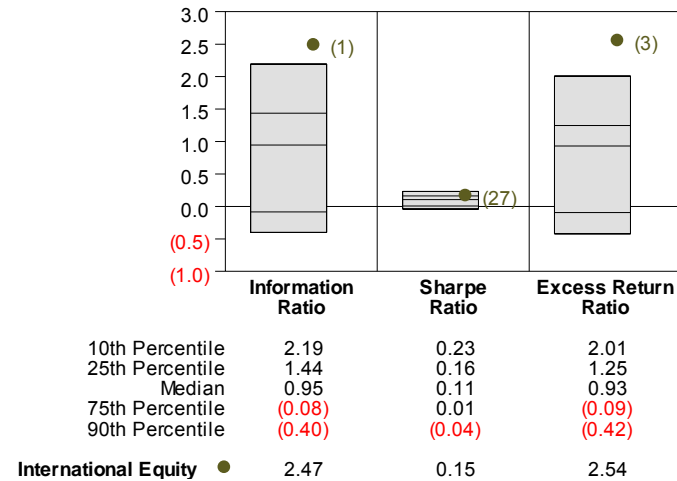 3.0
2.5
2.0
1.5
1.0
0.5
0.0
(0.5)
(1.0)
(1)
(27)
(3)
Information Ratio
Sharpe Ratio
Excess Return Ratio
10th Percentile 2.19 0.23 2.01
25th Percentile 1.44 0.16 1.25
Median 0.95 0.11 0.93
75th Percentile (0.08) 0.01 (0.09)
90th Percentile (0.40) (0.04) (0.42)
International Equity 2.47 0.15 2.54